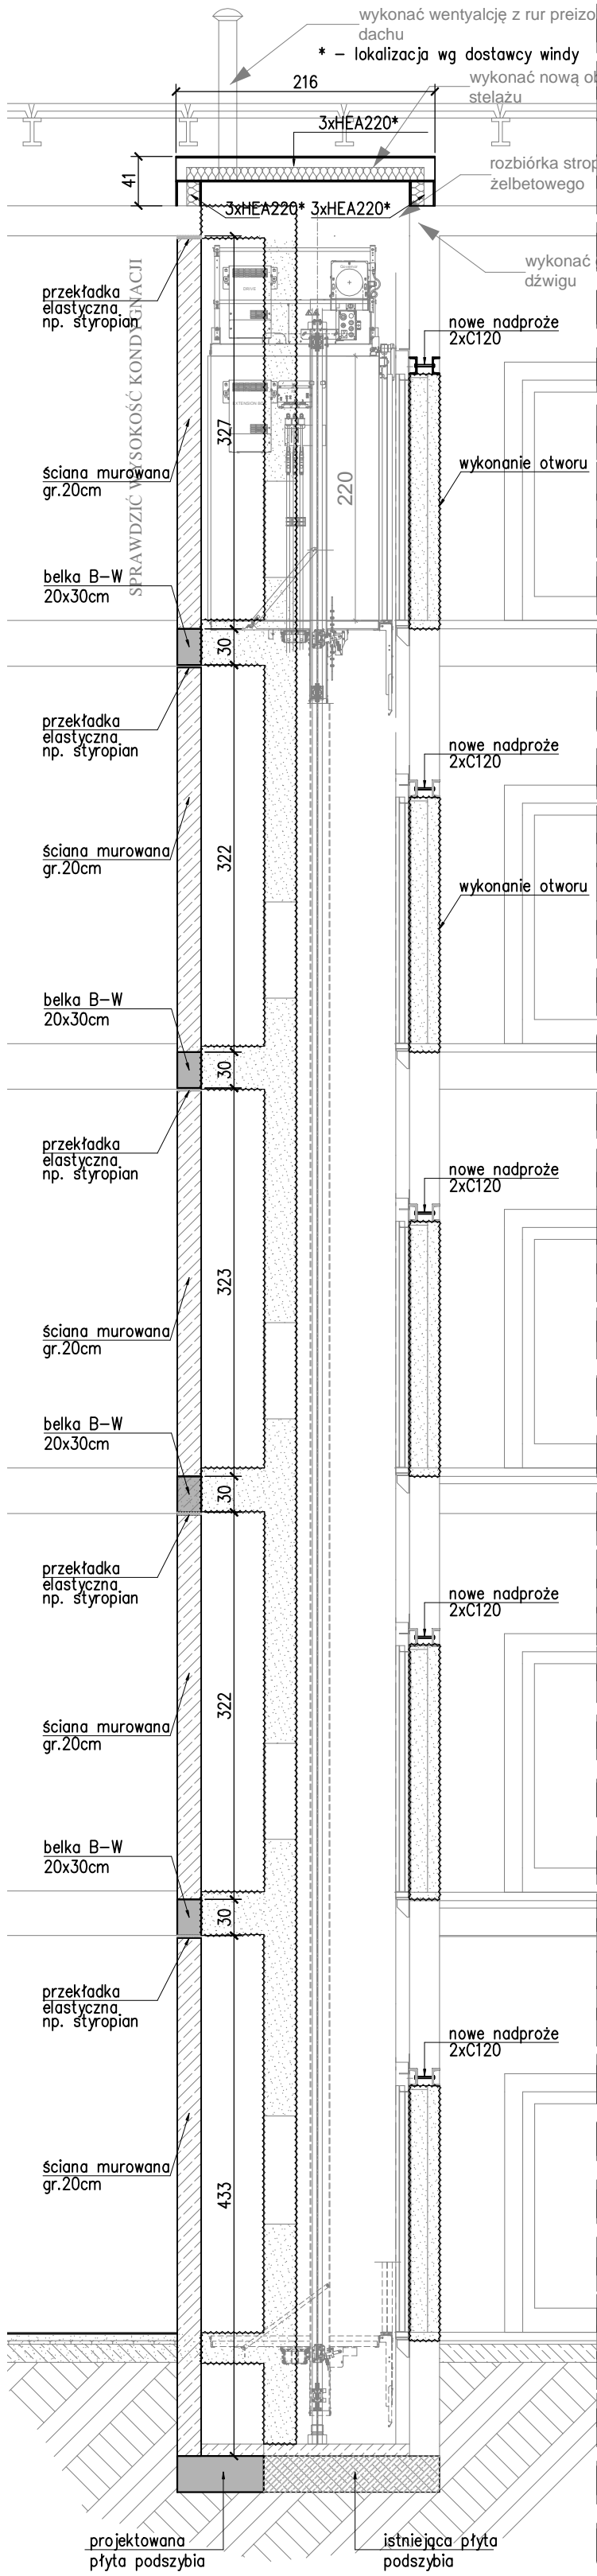 wykonać wentyalcję z rur preizo
dachu
* – lokalizacja wg dostawcy windy
216
wykonać nową ob
stelażu
3xHEA220*
41
rozbiórka strop
żelbetowego
3xHEA220* 3xHEA220*
wykonać
dźwigu
SPRAWDZIĆ WYSOKOŚĆ KONDYGNACJI
przekładka
elastyczna
np. styropian
nowe nadproże
2xC120
327
220
ściana murowana
gr.20cm
wykonanie otworu
belka B–W
20x30cm
30
przekładka
elastyczna
np. styropian
nowe nadproże
2xC120
ściana murowana
gr.20cm
322
wykonanie otworu
belka B–W
20x30cm
30
przekładka
elastyczna
np. styropian
nowe nadproże
2xC120
323
ściana murowana
gr.20cm
belka B–W
20x30cm
30
przekładka
elastyczna
np. styropian
nowe nadproże
2xC120
322
ściana murowana
gr.20cm
belka B–W
20x30cm
30
przekładka
elastyczna
np. styropian
nowe nadproże
2xC120
ściana murowana
gr.20cm
433
projektowana
płyta podszybia
istniejąca płyta
podszybia